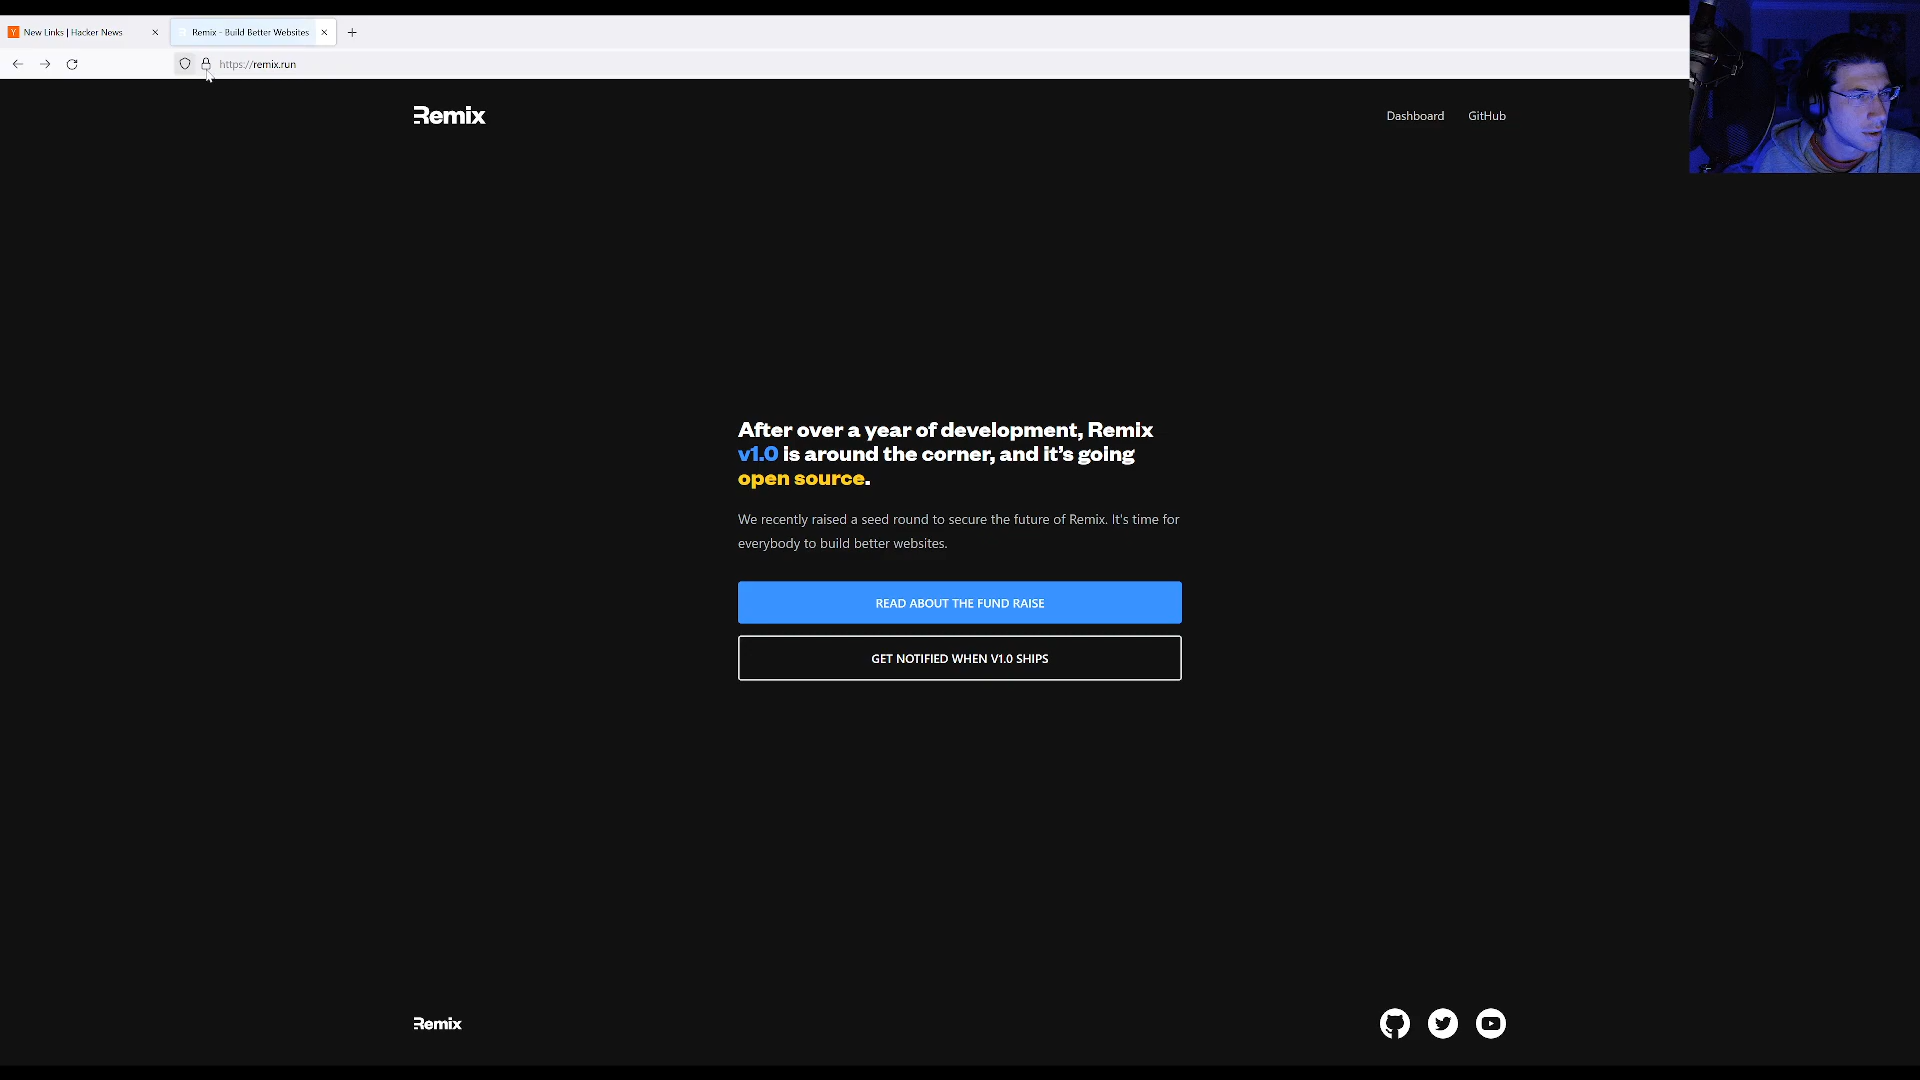 New Links | Hacker News
Remix - Build Better Websites
https://remix.run
Remix
Dashboard
GitHub
After over a year of development, Remix
v1.0 is around the corner, and it's going
open source.
We recently raised a seed round to secure the future of Remix. It's time for
everybody to build better websites.
READ ABOUT THE FUND RAISE
GET NOTIFIED WHEN V1.0 SHIPS
Remix